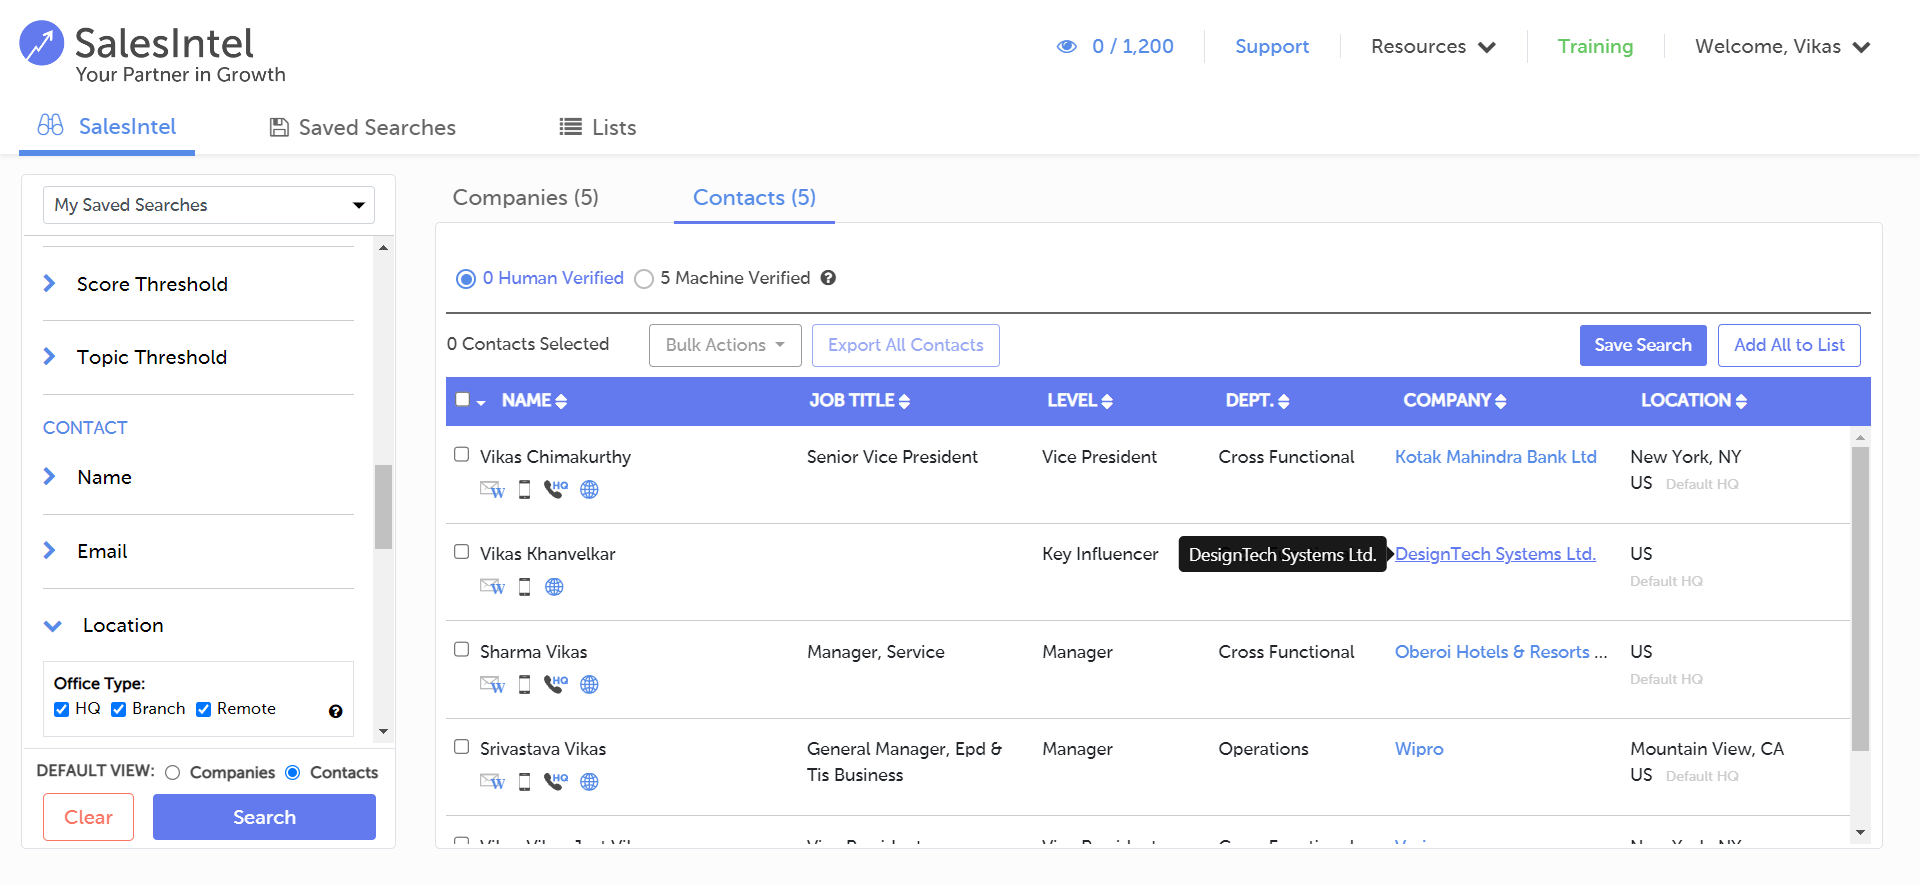 SalesIntel
Your Partner in Growth
0 / 1,200
Support
Resources
Training
Welcome, Vikas
SalesIntel
Saved Searches
Lists
My Saved Searches
Score Threshold
Topic Threshold
CONTACT
Name
Email
Location
Office Type:
HQ Branch Remote
DEFAULT VIEW: Companies Contacts
Clear
Search
Companies (5)
Contacts (5)
0 Human Verified 5 Machine Verified
0 Contacts Selected
Bulk Actions
Export All Contacts
Save Search
Add All to List
NAME JOB TITLE LEVEL DEPT. COMPANY LOCATION
Vikas Chimakurthy Senior Vice President Vice President Cross Functional Kotak Mahindra Bank Ltd New York, NY
US Default HQ
Vikas Khanvelkar Key Influencer DesignTech Systems Ltd. DesignTech Systems Ltd. US
Default HQ
Sharma Vikas Manager, Service Manager Cross Functional Oberoi Hotels & Resorts ... US
Default HQ
Srivastava Vikas General Manager, Epd & Manager Operations Wipro Mountain View, CA
Tis Business US Default HQ